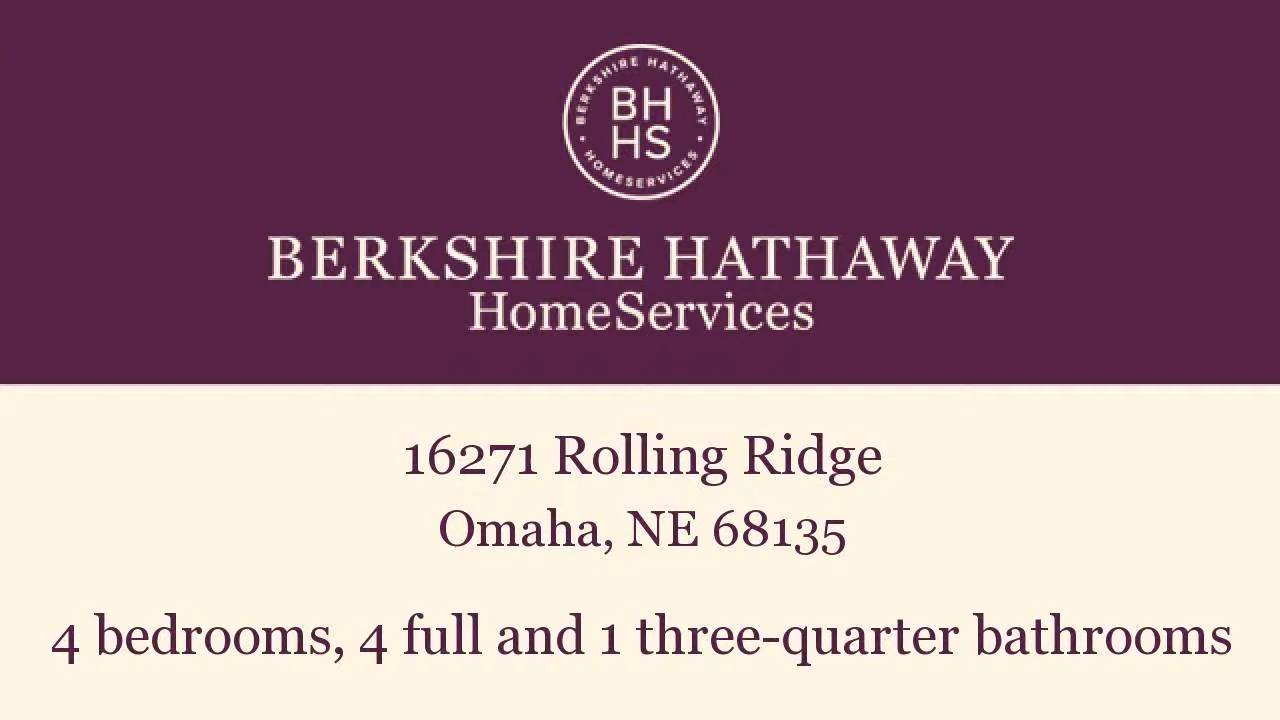 BERKSHIRE HATHAWAY
BH
HS
HOMESERVICES
BERKSHIRE HATHAWAY
HomeServices
16271 Rolling Ridge
Omaha, NE 68135
4 bedrooms, 4 full and 1 three-quarter bathrooms